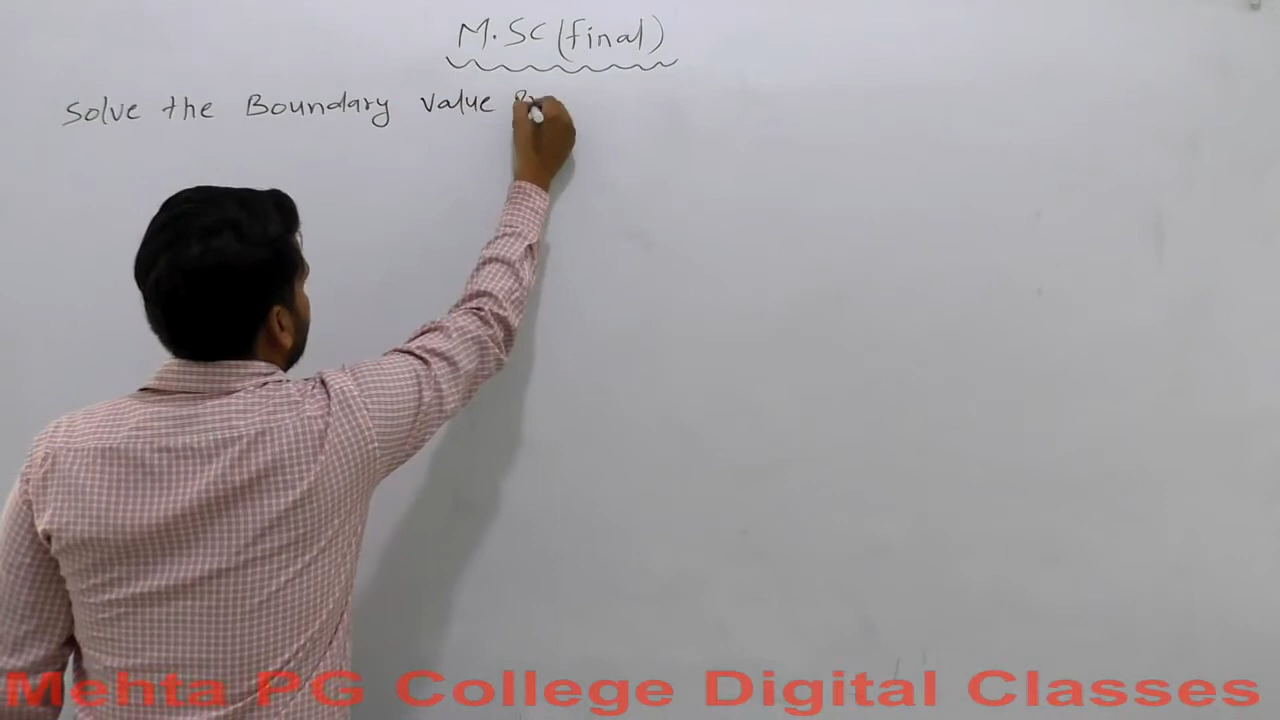 M.SC (final)
Solve the Boundary value
Mehta PG College Digital Classes